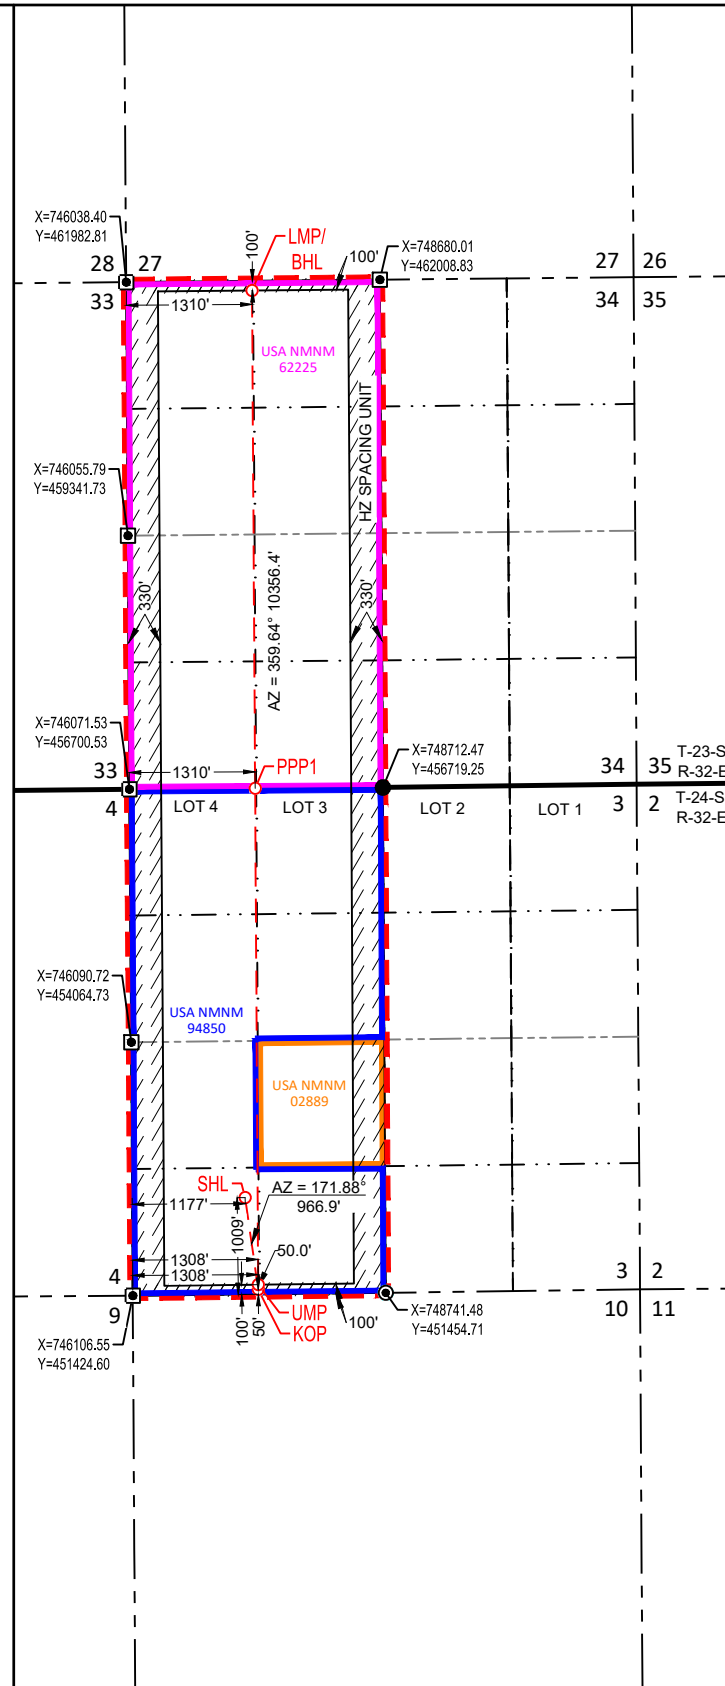 X=746038.40
Y=461982.81
100'
LMP/
BHL
100'
X=748680.01
Y=462008.83
28
27
27
26
33
34
35
1310'
USA NMNM
62225
HZ SPACING UNIT
X=746055.79
Y=459341.73
330'
330'
AZ = 359.64° 10356.4'
X=746071.53
Y=456700.53
33
1310'
PPP1
X=748712.47
Y=456719.25
34
35
T-23-S
R-32-E
4
LOT 4
LOT 3
LOT 2
LOT 1
3
2
T-24-S
R-32-E
X=746090.72
Y=454064.73
USA NMNM
94850
USA NMNM
02889
SHL
AZ = 171.88°
966.9'
1177'
1009'
1308'
1308'
50.0'
4
3
2
9
10
11
UMP
KOP
100'
50'
100'
X=748741.48
Y=451454.71
X=746106.55
Y=451424.60